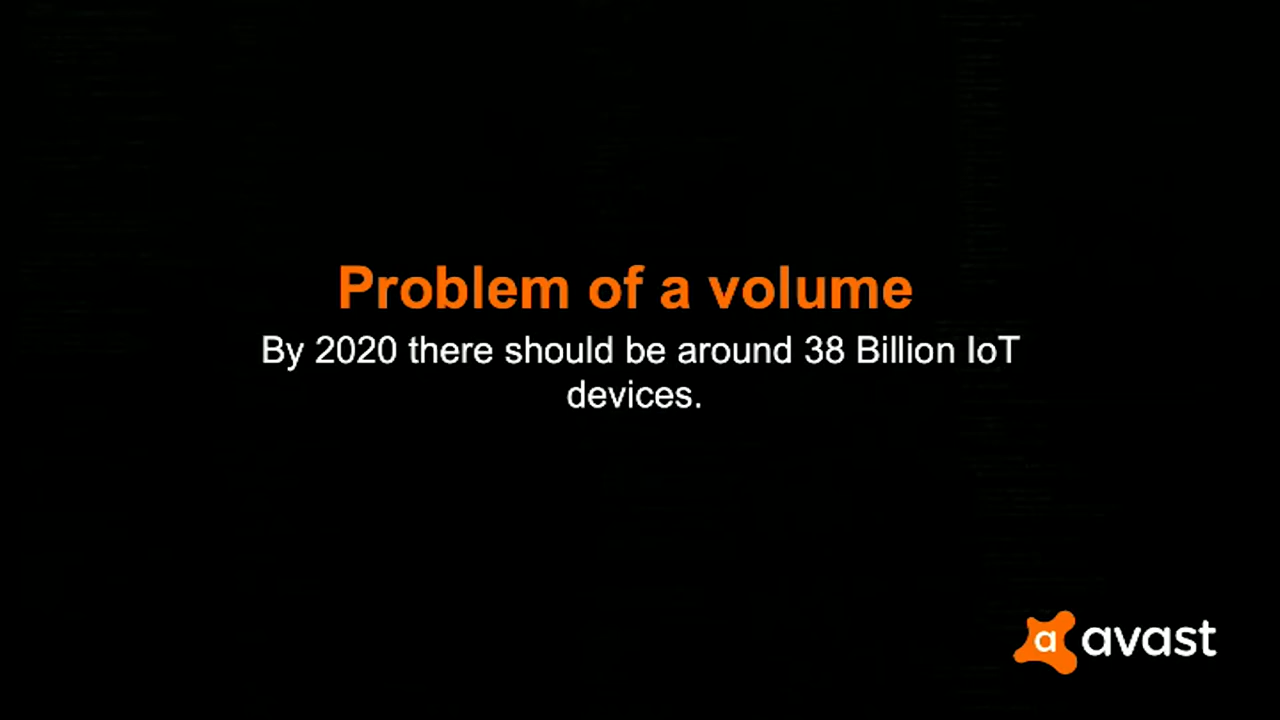 Problem of a volume
By 2020 there should be around 38 Billion IoT
devices.
a avast